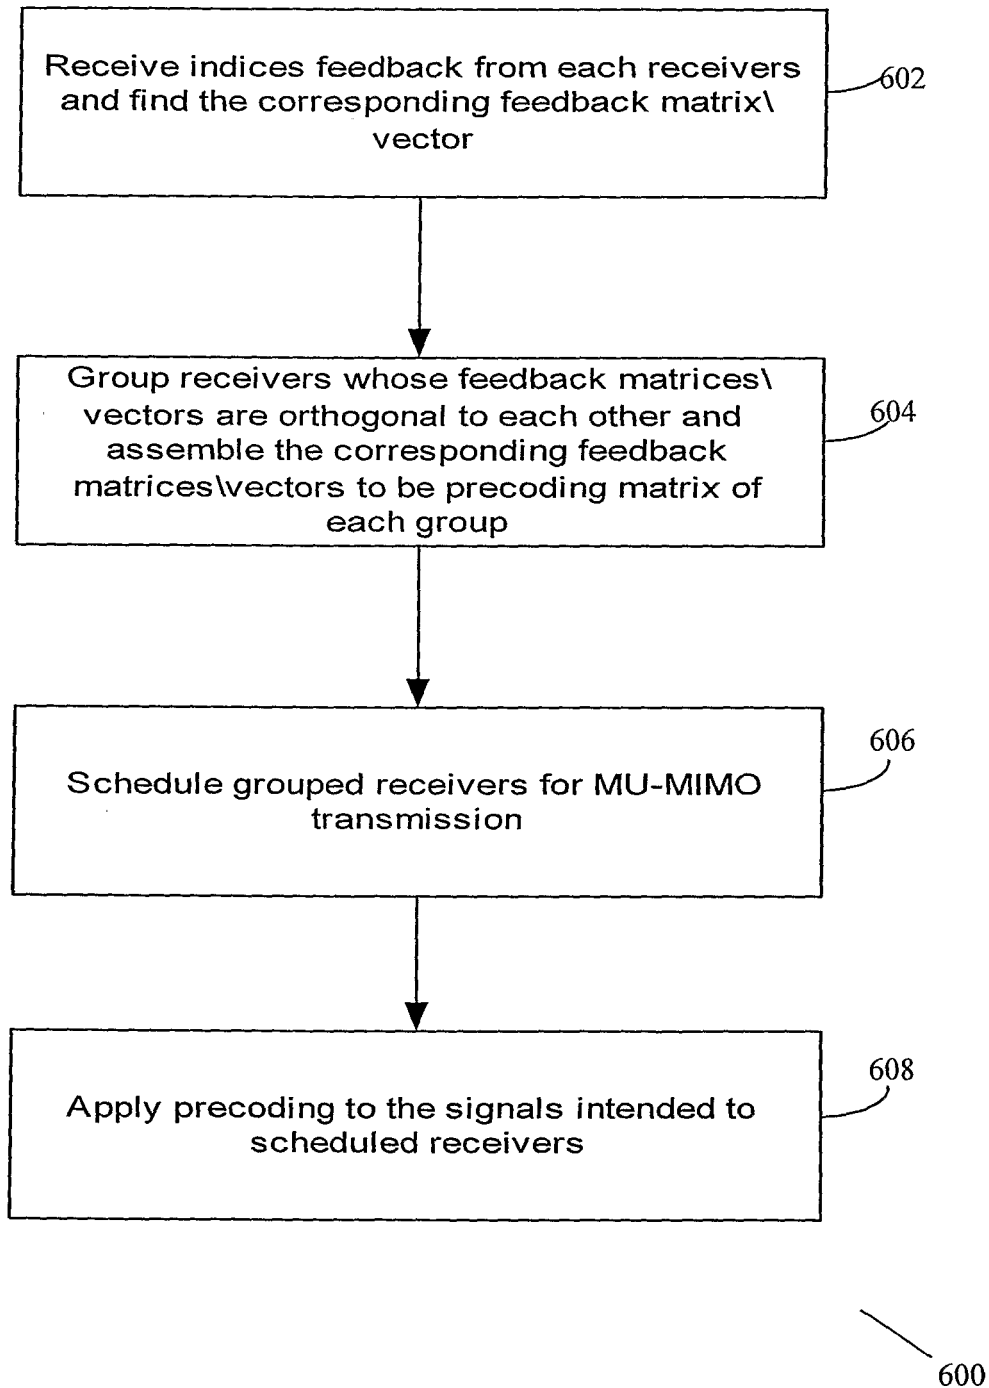 Receive indices feedback from each receivers
and find the corresponding feedback matrix\
vector
602
Group receivers whose feedback matrices\
vectors are orthogonal to each other and
assemble the corresponding feedback
matrices\vectors to be precoding matrix of
each group
604
Schedule grouped receivers for MU-MIMO
transmission
606
Apply precoding to the signals intended to
scheduled receivers
608
600